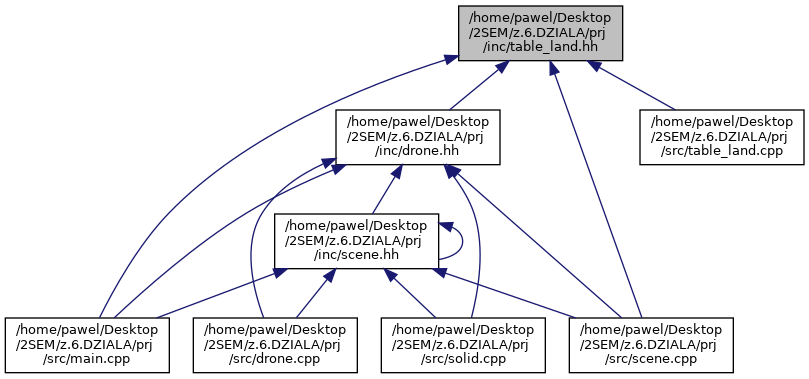 /home/pawel/Desktop
/2SEM/z.6.DZIALA/prj
/inc/table_land.hh
/home/pawel/Desktop
/2SEM/z.6.DZIALA/prj
/inc/drone.hh
/home/pawel/Desktop
/2SEM/z.6.DZIALA/prj
/src/table_land.cpp
/home/pawel/Desktop
/2SEM/z.6.DZIALA/prj
/inc/scene.hh
/home/pawel/Desktop
/2SEM/z.6.DZIALA/prj
/src/main.cpp
/home/pawel/Desktop
/2SEM/z.6.DZIALA/prj
/src/drone.cpp
/home/pawel/Desktop
/2SEM/z.6.DZIALA/prj
/src/solid.cpp
/home/pawel/Desktop
/2SEM/z.6.DZIALA/prj
/src/scene.cpp